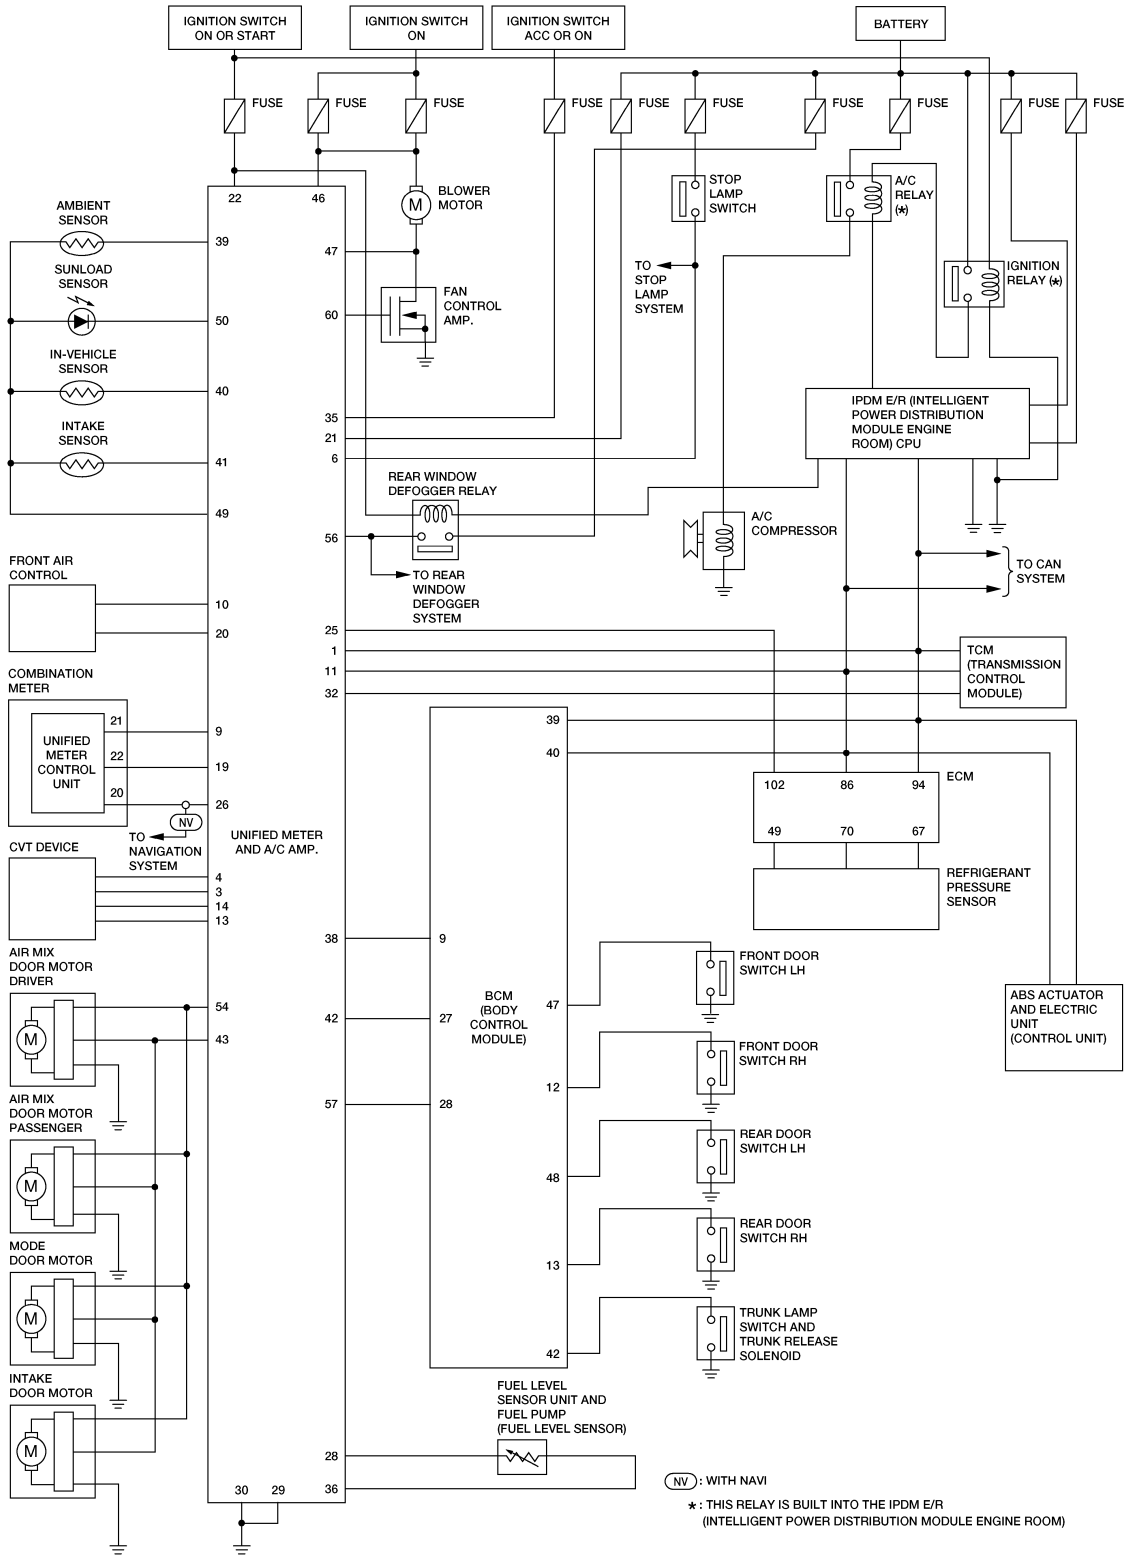 IGNITION SWITCH
ON OR START
IGNITION SWITCH
ON
IGNITION SWITCH
ACC OR ON
BATTERY
FUSE
FUSE
FUSE
FUSE
FUSE
FUSE
FUSE
FUSE
FUSE
FUSE
22
46
BLOWER
MOTOR
M
STOP
LAMP
SWITCH
A/C
RELAY
(*)
AMBIENT
SENSOR
39
47
SUNLOAD
SENSOR
50
60
FAN
CONTROL
AMP.
TO
STOP
LAMP
SYSTEM
IGNITION
RELAY (*)
IN-VEHICLE
SENSOR
40
IPDM E/R (INTELLIGENT
POWER DISTRIBUTION
MODULE ENGINE
ROOM) CPU
INTAKE
SENSOR
41
35
21
6
49
REAR WINDOW
DEFOGGER RELAY
56
A/C
COMPRESSOR
TO REAR
WINDOW
DEFOGGER
SYSTEM
TO CAN
SYSTEM
FRONT AIR
CONTROL
10
20
25
1
11
32
TCM
(TRANSMISSION
CONTROL
MODULE)
COMBINATION
METER
UNIFIED
METER
CONTROL
UNIT
21
22
20
9
19
26
NV
TO
NAVIGATION
SYSTEM
UNIFIED METER
AND A/C AMP.
39
40
102
86
94
ECM
49
70
67
REFRIGERANT
PRESSURE
SENSOR
CVT DEVICE
4
3
14
13
38
9
AIR MIX
DOOR MOTOR
DRIVER
M
54
43
42
27
BCM
(BODY
CONTROL
MODULE)
47
FRONT DOOR
SWITCH LH
ABS ACTUATOR
AND ELECTRIC
UNIT
(CONTROL UNIT)
FRONT DOOR
SWITCH RH
12
AIR MIX
DOOR MOTOR
PASSENGER
M
57
28
REAR DOOR
SWITCH LH
48
REAR DOOR
SWITCH RH
13
MODE
DOOR MOTOR
M
TRUNK LAMP
SWITCH AND
TRUNK RELEASE
SOLENOID
42
INTAKE
DOOR MOTOR
M
FUEL LEVEL
SENSOR UNIT AND
FUEL PUMP
(FUEL LEVEL SENSOR)
28
36
30
29
NV : WITH NAVI
* : THIS RELAY IS BUILT INTO THE IPDM E/R
(INTELLIGENT POWER DISTRIBUTION MODULE ENGINE ROOM)